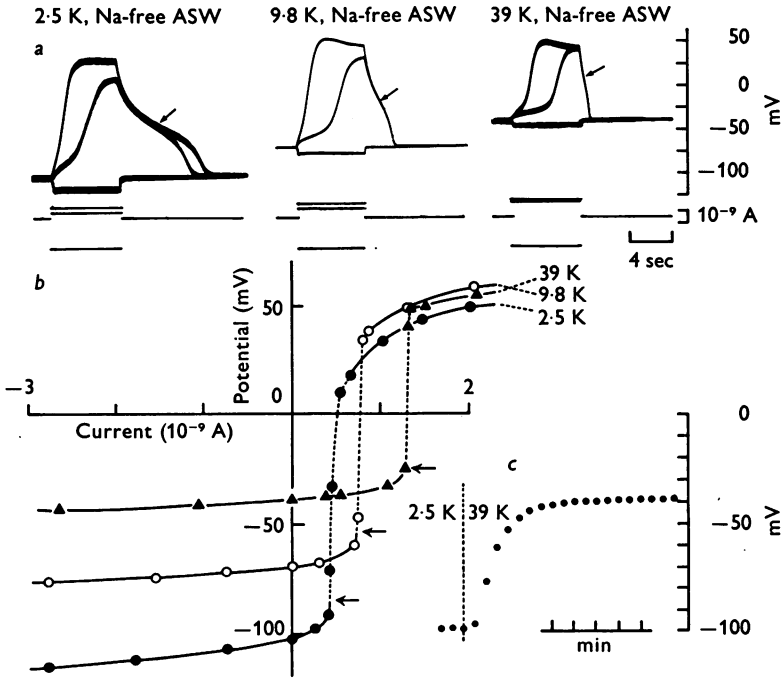 2·5 K, Na-free ASW
9·8 K, Na-free ASW
39 K, Na-free ASW
a
50
0
−50
−100
mV
10⁻⁹ A
4 sec
b
Potential (mV)
50
0
−50
−100
−3
2
Current (10⁻⁹ A)
39 K
9·8 K
2·5 K
c
2·5 K
39 K
0
−50
−100
mV
min